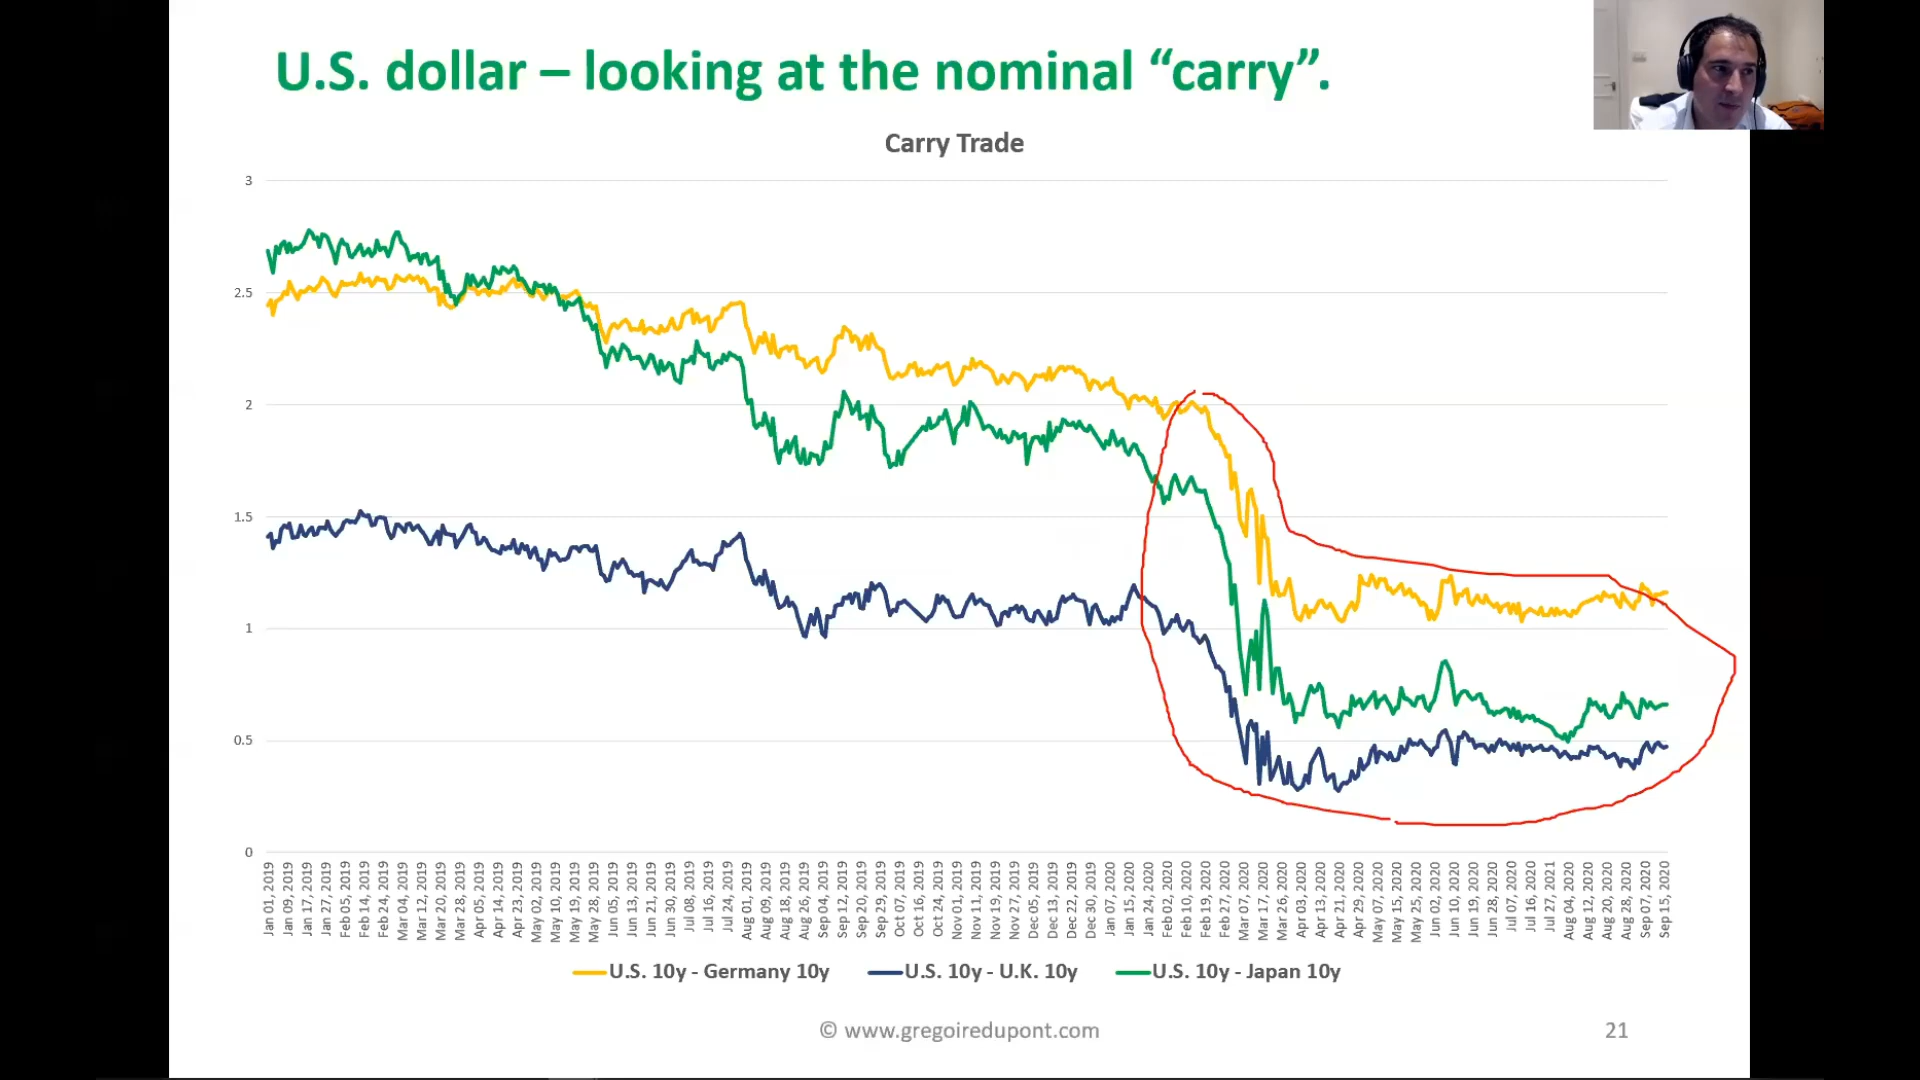 U.S. dollar – looking at the nominal “carry”.
Carry Trade
3
2.5
2
1.5
1
0.5
0
Jan 01, 2019
Jan 09, 2019
Jan 17, 2019
Jan 27, 2019
Feb 05, 2019
Feb 14, 2019
Feb 24, 2019
Mar 04, 2019
Mar 12, 2019
Mar 20, 2019
Mar 28, 2019
Apr 05, 2019
Apr 14, 2019
Apr 23, 2019
May 02, 2019
May 10, 2019
May 19, 2019
May 28, 2019
Jun 05, 2019
Jun 13, 2019
Jun 21, 2019
Jun 30, 2019
Jul 08, 2019
Jul 16, 2019
Jul 24, 2019
Aug 01, 2019
Aug 09, 2019
Aug 18, 2019
Aug 26, 2019
Sep 04, 2019
Sep 12, 2019
Sep 20, 2019
Sep 29, 2019
Oct 07, 2019
Oct 16, 2019
Oct 24, 2019
Nov 01, 2019
Nov 11, 2019
Nov 19, 2019
Nov 27, 2019
Dec 05, 2019
Dec 13, 2019
Dec 22, 2019
Dec 30, 2019
Jan 07, 2020
Jan 15, 2020
Jan 24, 2020
Feb 02, 2020
Feb 10, 2020
Feb 19, 2020
Feb 27, 2020
Mar 07, 2020
Mar 17, 2020
Mar 26, 2020
Apr 03, 2020
Apr 13, 2020
Apr 21, 2020
Apr 29, 2020
May 07, 2020
May 15, 2020
May 25, 2020
Jun 02, 2020
Jun 10, 2020
Jun 19, 2020
Jun 28, 2020
Jul 07, 2020
Jul 16, 2020
Jul 27, 2021
Aug 04, 2020
Aug 12, 2020
Aug 20, 2020
Aug 28, 2020
Sep 07, 2020
Sep 15, 2020
U.S. 10y - Germany 10y
U.S. 10y - U.K. 10y
U.S. 10y - Japan 10y
© www.gregoiredupont.com
21